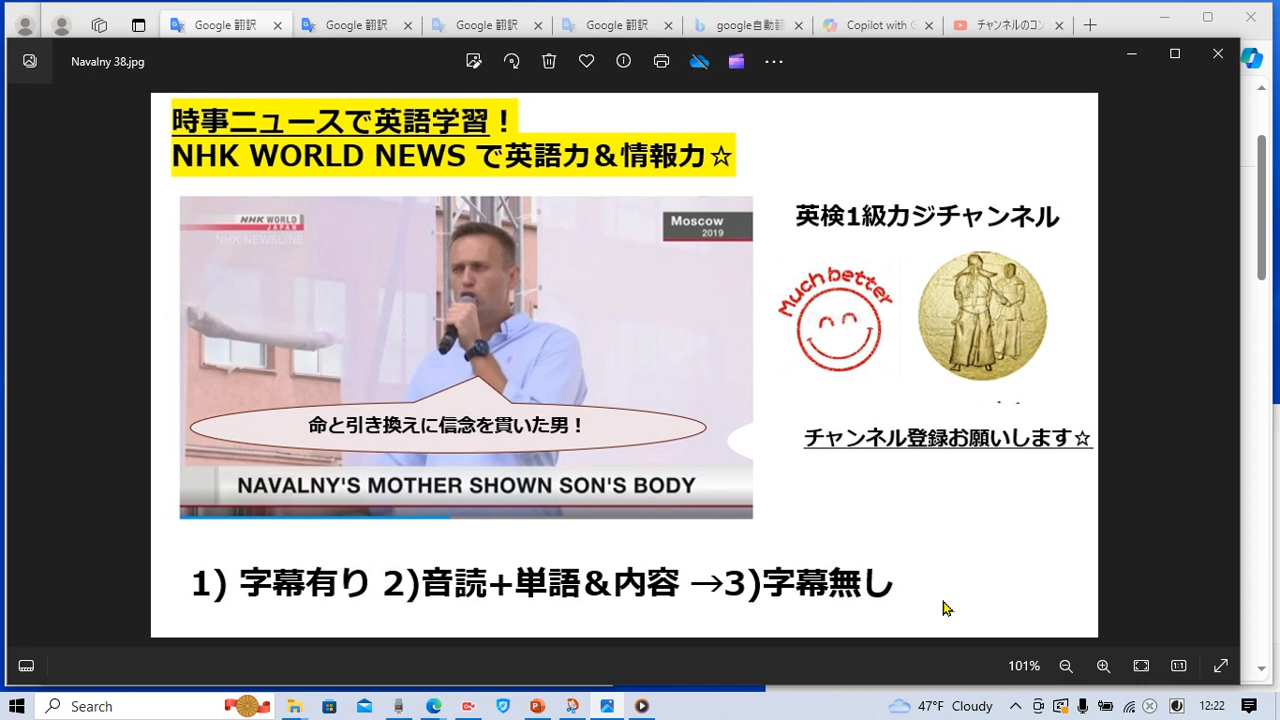 Google 翻訳
Google 翻訳
Google 翻訳
Google 翻訳
google自動翻
Copilot with G
チャンネルのコン
Navalny 38.jpg
時事ニュースで英語学習！
NHK WORLD NEWS で英語力＆情報力☆
NHK WORLD
JAPAN
NHK NEWSLINE
Moscow
2019
英検1級カジチャンネル
Much better
命と引き換えに信念を貫いた男！
チャンネル登録お願いします☆
NAVALNY'S MOTHER SHOWN SON'S BODY
1) 字幕有り 2)音読+単語＆内容 →3)字幕無し
101%
Search
47°F Cloudy
12:22